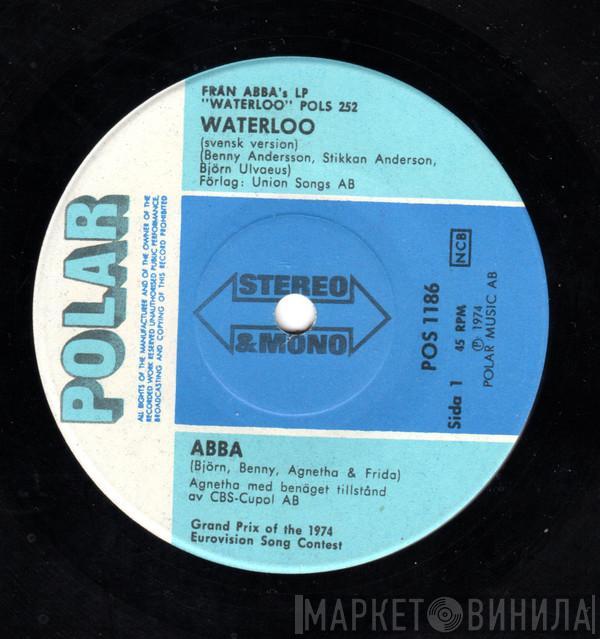 FRÅN ABBA's LP
"WATERLOO" POLS 252
WATERLOO
(svensk version)
(Benny Andersson, Stikkan Anderson,
Björn Ulvaeus)
Förlag: Union Songs AB
POLAR
ALL RIGHTS OF THE MANUFACTURER AND OF THE OWNER OF THE
RECORDED WORK RESERVED UNAUTHORISED PUBLIC PERFORMANCE,
BROADCASTING AND COPYING OF THIS RECORD PROHIBITED
STEREO
& MONO
NCB
POS 1186
Sida 1 45 RPM
℗ 1974
POLAR MUSIC AB
ABBA
(Björn, Benny, Agnetha & Frida)
Agnetha med benäget tillstånd
av CBS-Cupol AB
Grand Prix of the 1974
Eurovision Song Contest
МАРКЕТ ВИНИЛА